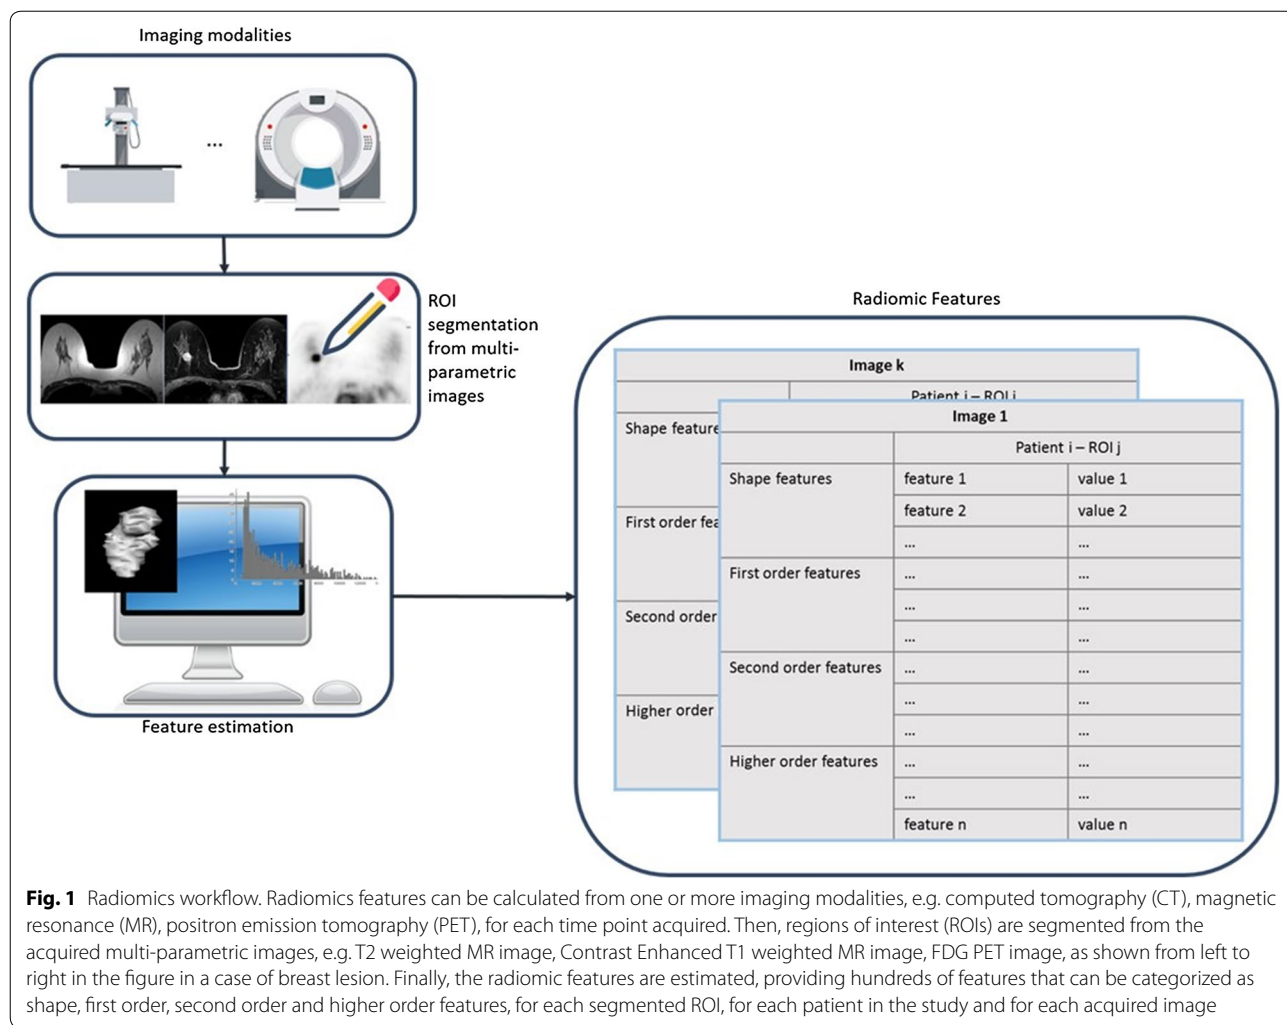 Imaging modalities
...
ROI
segmentation
from multi-
parametric
images
Feature estimation
Radiomic Features
Image k
Patient i – ROI j
Shape feature
First order fea
Second order
Higher order
Image 1
Patient i – ROI j
Shape features feature 1 value 1
feature 2 value 2
... ...
First order features ... ...
... ...
... ...
Second order features ... ...
... ...
... ...
Higher order features ... ...
... ...
feature n value n
Fig. 1 Radiomics workflow. Radiomics features can be calculated from one or more imaging modalities, e.g. computed tomography (CT), magnetic
resonance (MR), positron emission tomography (PET), for each time point acquired. Then, regions of interest (ROIs) are segmented from the
acquired multi-parametric images, e.g. T2 weighted MR image, Contrast Enhanced T1 weighted MR image, FDG PET image, as shown from left to
right in the figure in a case of breast lesion. Finally, the radiomic features are estimated, providing hundreds of features that can be categorized as
shape, first order, second order and higher order features, for each segmented ROI, for each patient in the study and for each acquired image